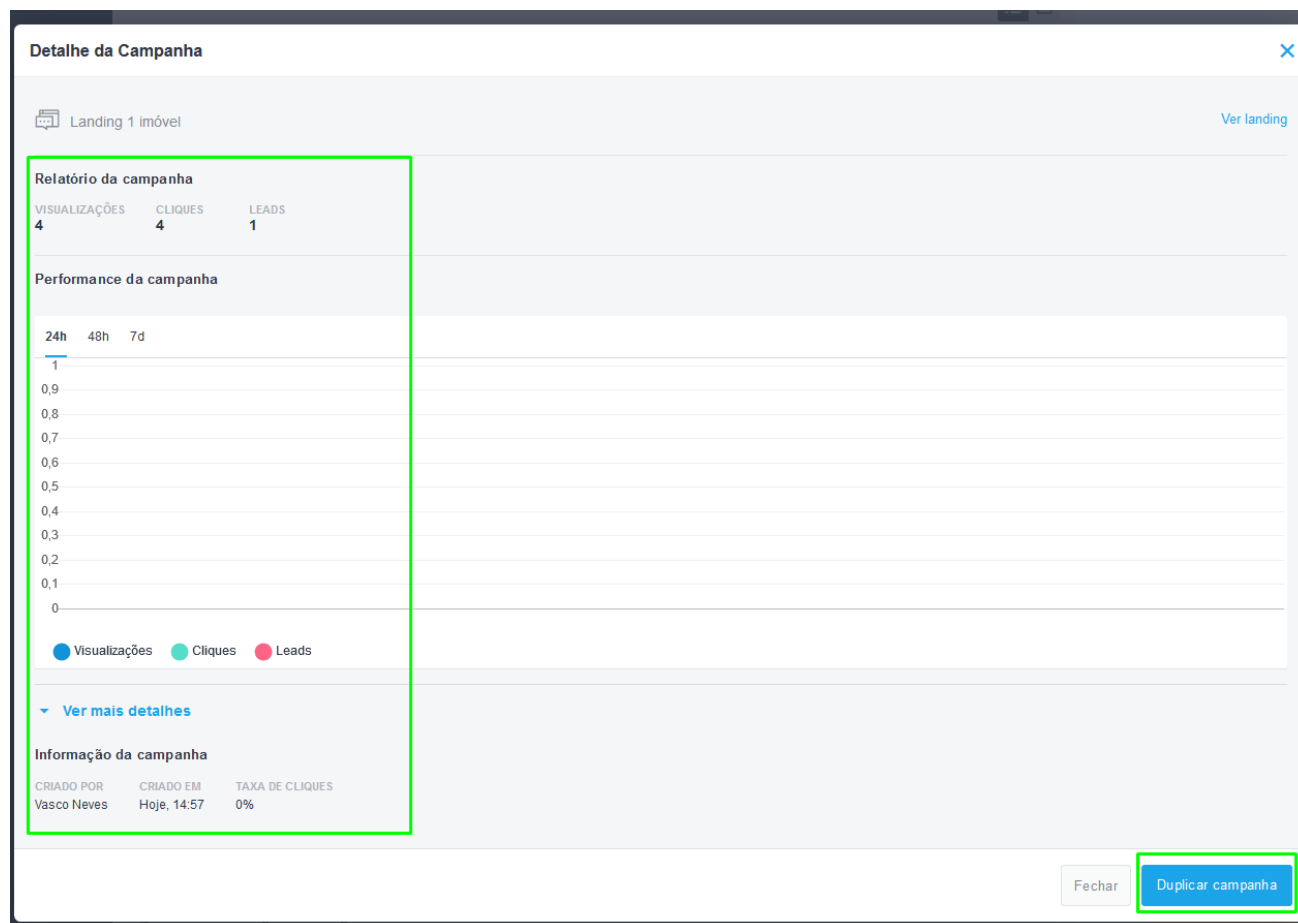 Detalhe da Campanha
Landing 1 imóvel
Ver landing
Relatório da campanha
VISUALIZAÇÕES CLIQUES LEADS
4 4 1
Performance da campanha
24h 48h 7d
1
0,9
0,8
0,7
0,6
0,5
0,4
0,3
0,2
0,1
0
Visualizações Cliques Leads
Ver mais detalhes
Informação da campanha
CRIADO POR CRIADO EM TAXA DE CLIQUES
Vasco Neves Hoje, 14:57 0%
Fechar Duplicar campanha